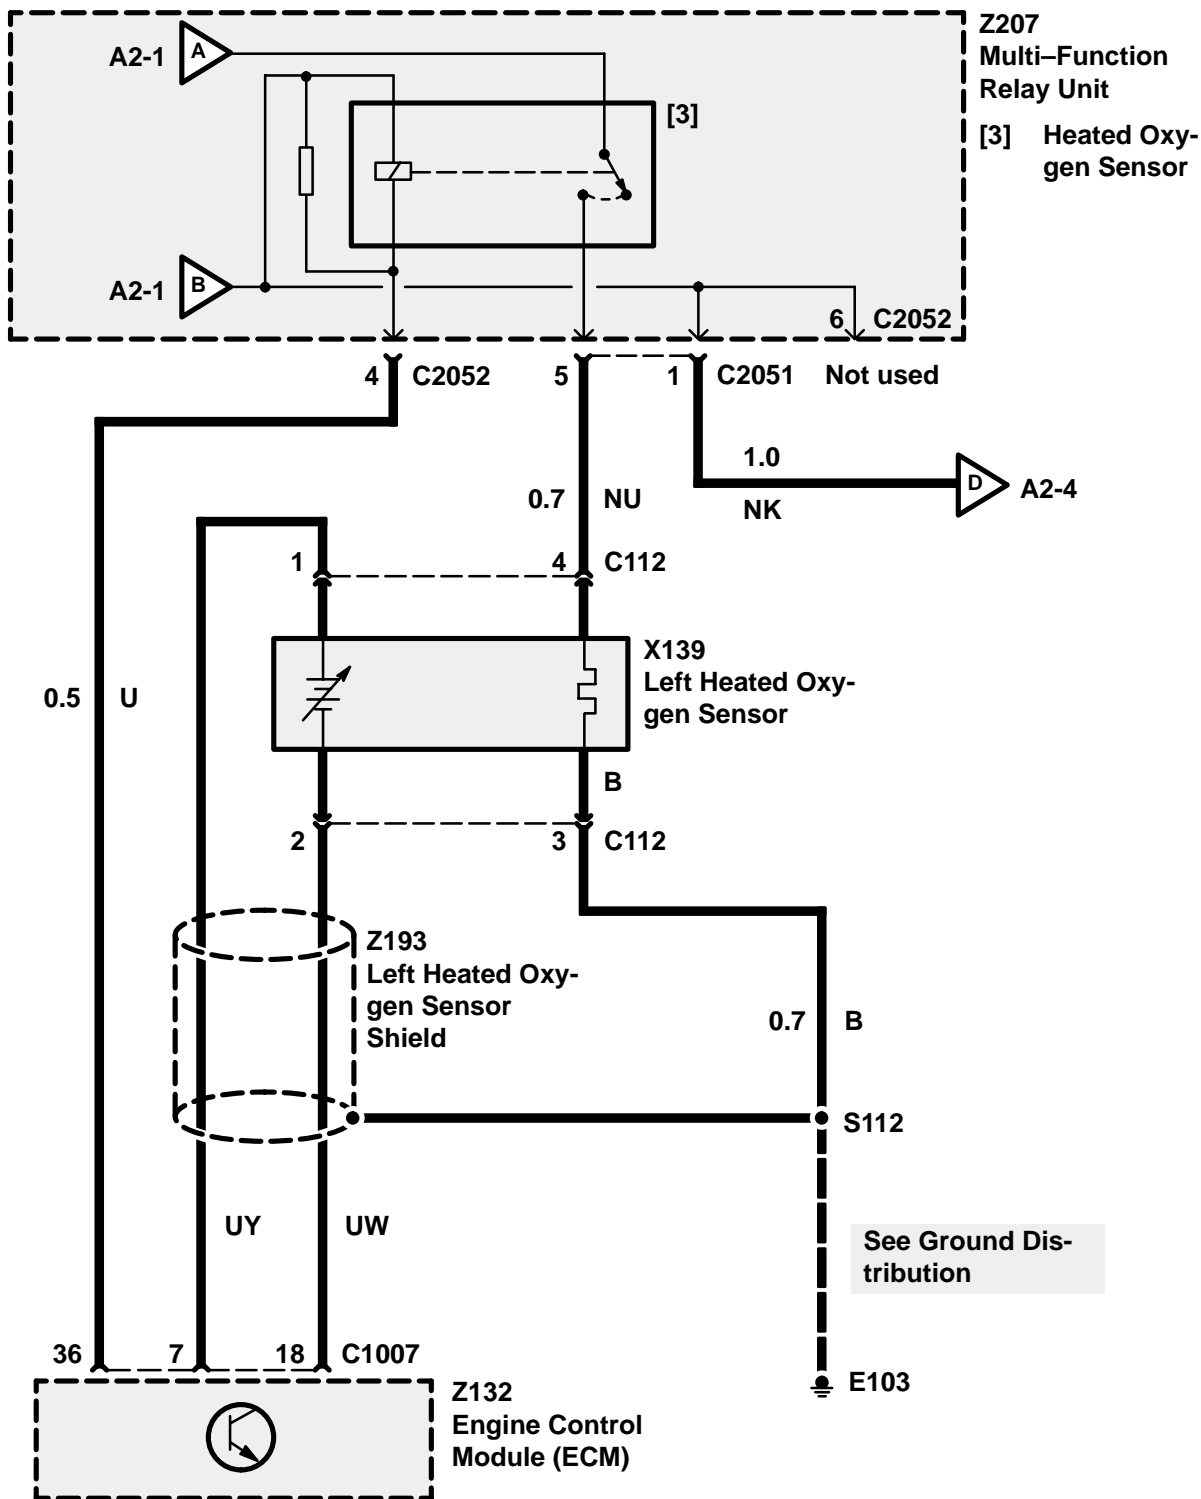 Z207
Multi–Function
Relay Unit
[3] Heated Oxy-
gen Sensor
A2-1 A
[3]
A2-1 B
6 C2052
4 C2052 5 1 C2051 Not used
1.0
D A2-4
0.7 NU
NK
1 4 C112
X139
Left Heated Oxy-
gen Sensor
0.5 U
B
2 3 C112
Z193
Left Heated Oxy-
gen Sensor
Shield
0.7 B
S112
UY UW
See Ground Dis-
tribution
36 7 18 C1007
E103
Z132
Engine Control
Module (ECM)